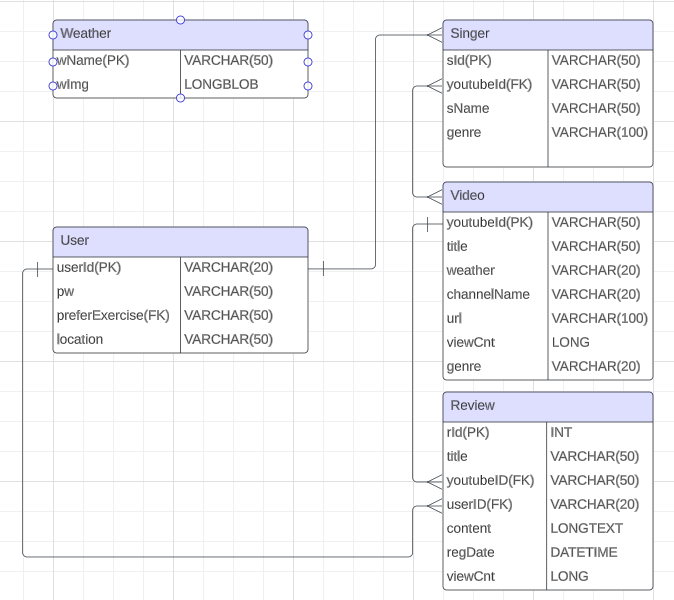 Weather
wName(PK) VARCHAR(50)
wImg LONGBLOB
User
userId(PK) VARCHAR(20)
pw VARCHAR(50)
preferExercise(FK) VARCHAR(50)
location VARCHAR(50)
Singer
sId(PK) VARCHAR(50)
youtubeId(FK) VARCHAR(50)
sName VARCHAR(50)
genre VARCHAR(100)
Video
youtubeId(PK) VARCHAR(50)
title VARCHAR(50)
weather VARCHAR(20)
channelName VARCHAR(20)
url VARCHAR(100)
viewCnt LONG
genre VARCHAR(20)
Review
rId(PK) INT
title VARCHAR(50)
youtubeID(FK) VARCHAR(50)
userID(FK) VARCHAR(20)
content LONGTEXT
regDate DATETIME
viewCnt LONG